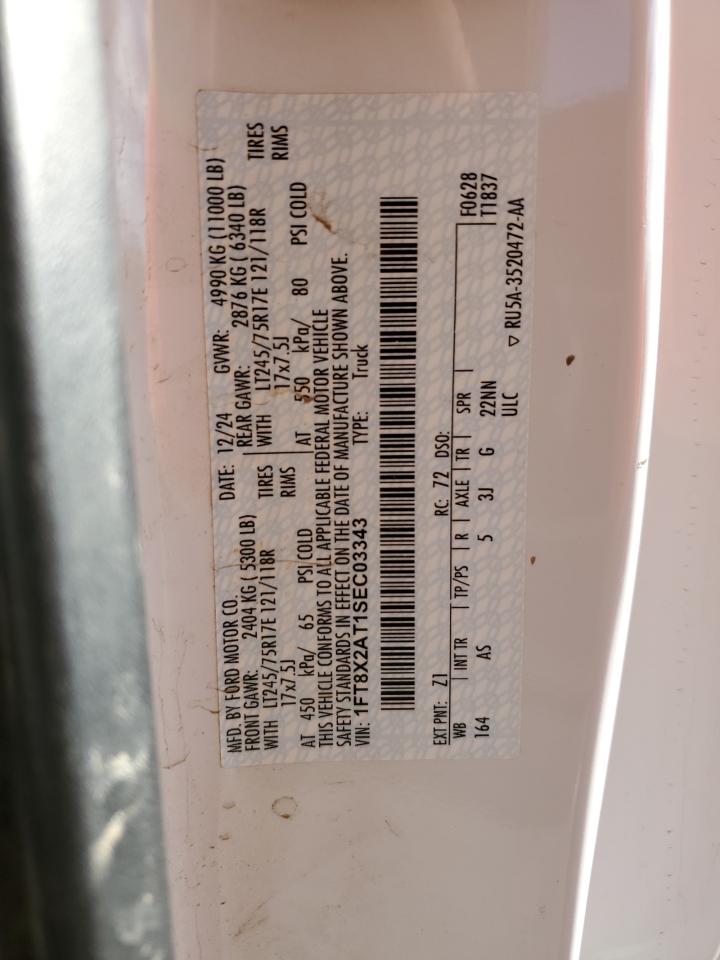 MFD. BY FORD MOTOR CO.
DATE: 12/24 GVWR: 4990 KG (11000 LB)
FRONT GAWR: 2404 KG ( 5300 LB) REAR GAWR: 2876 KG ( 6340 LB)
WITH LT245/75R17E 121/118R TIRES WITH LT245/75R17E 121/118R TIRES
17x7.5J RIMS 17x7.5J RIMS
AT 450 kPa/ 65 PSI COLD AT 550 kPa/ 80 PSI COLD
THIS VEHICLE CONFORMS TO ALL APPLICABLE FEDERAL MOTOR VEHICLE
SAFETY STANDARDS IN EFFECT ON THE DATE OF MANUFACTURE SHOWN ABOVE.
VIN: 1FT8X2AT1SEC03343 TYPE: Truck
EXT PNT: Z1 RC: 72 DSO: F0628
WB INT TR TP/PS R AXLE TR SPR T1837
164 AS 5 3J G 22NN
ULC ▽ RU5A-3520472-AA